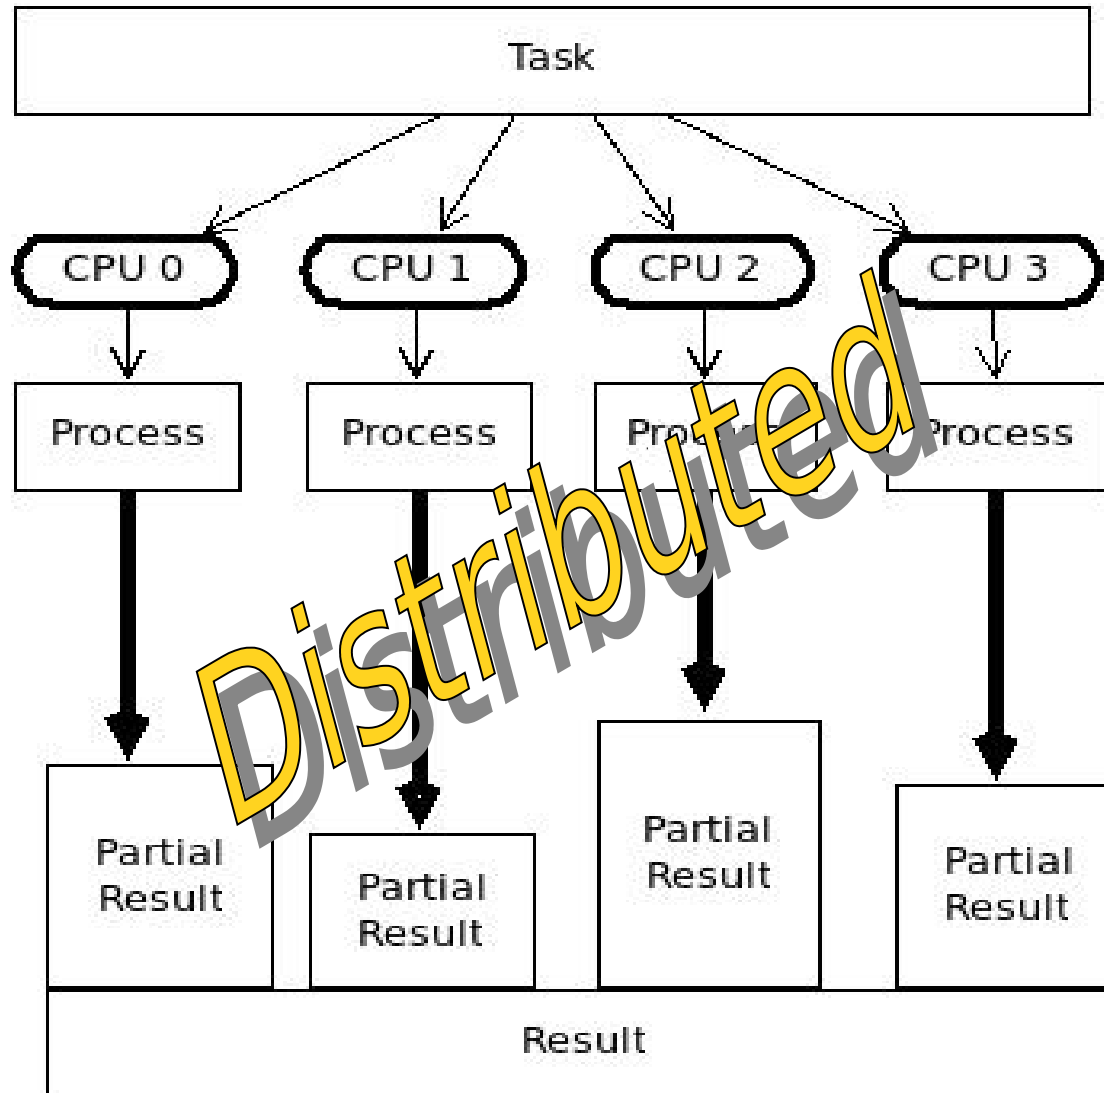 Task
CPU 0
CPU 1
CPU 2
CPU 3
Process
Process
Process
Process
Distributed
Partial
Result
Partial
Result
Partial
Result
Partial
Result
Result